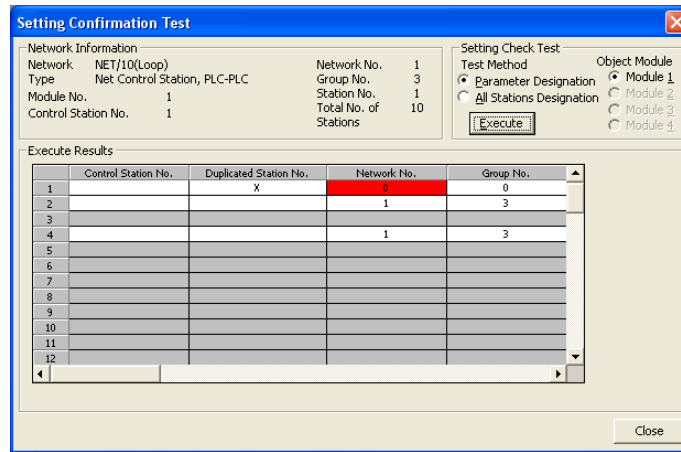 Setting Confirmation Test
Network Information
Network NET/10(Loop) Network No. 1
Type Net Control Station, PLC-PLC Group No. 3
Module No. 1 Station No. 1
Control Station No. 1 Total No. of Stations 10
Setting Check Test
Test Method
Parameter Designation
All Stations Designation
Execute
Object Module
Module 1
Module 2
Module 3
Module 4
Execute Results
Control Station No. Duplicated Station No. Network No. Group No.
1 X 0 0
2 1 3
3
4 1 3
5
6
7
8
9
10
11
12
Close